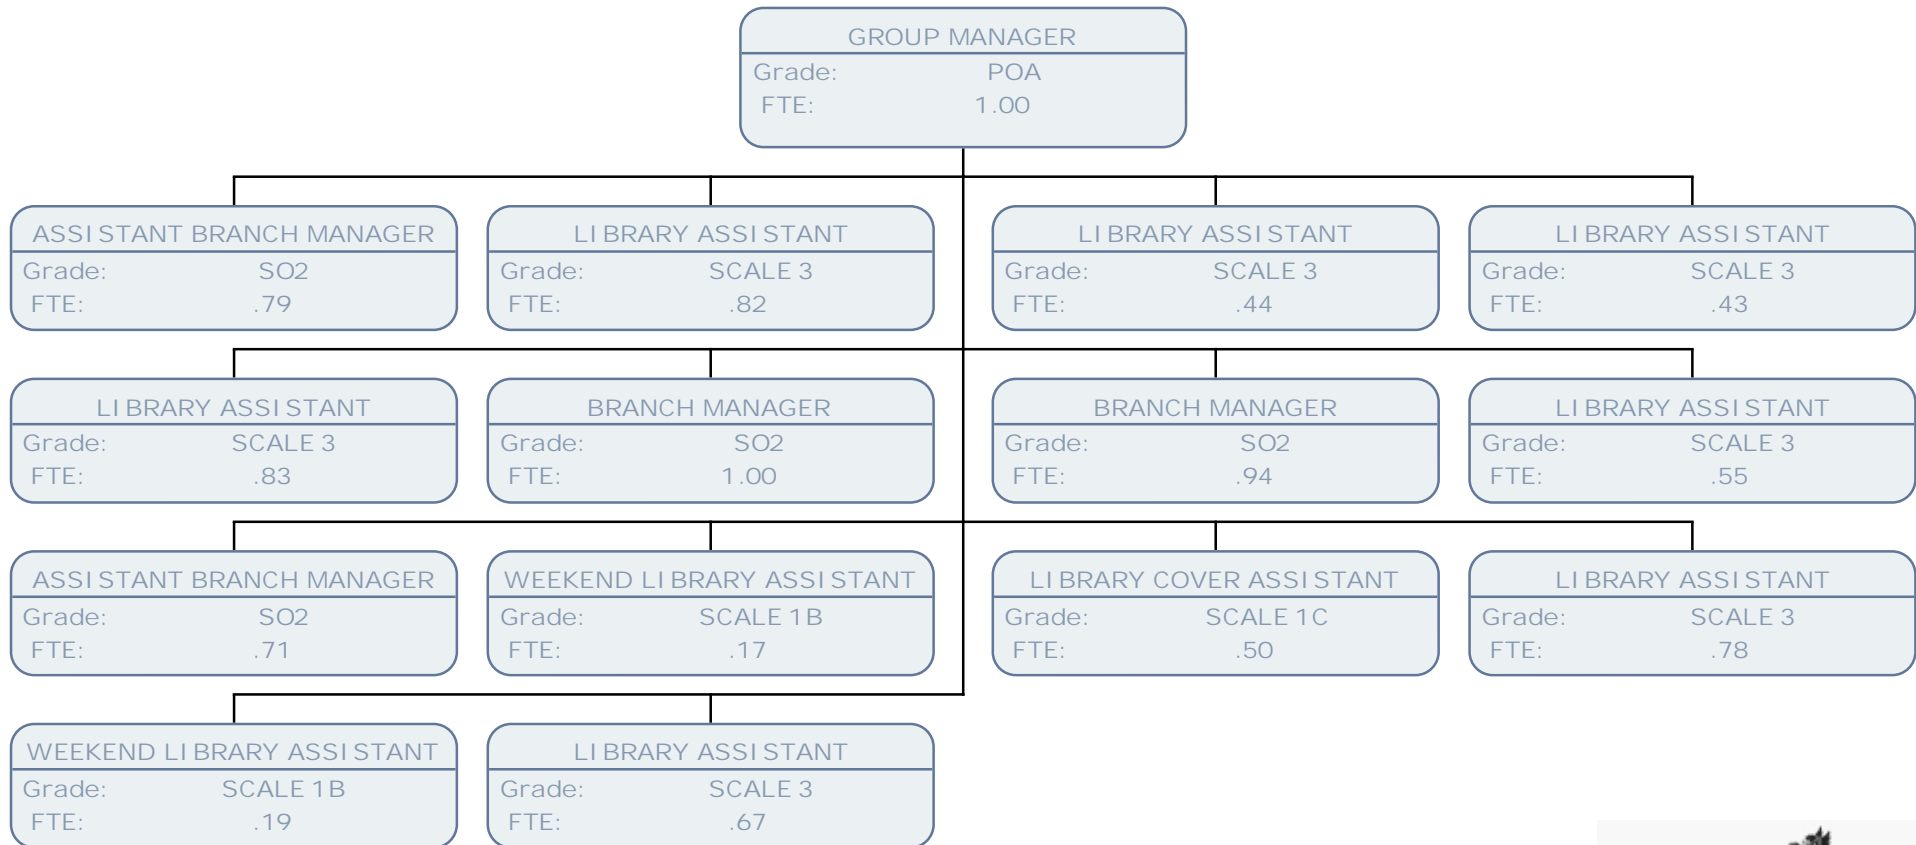 GROUP MANAGER
Grade: POA
FTE: 1.00
ASSISTANT BRANCH MANAGER
Grade: SO2
FTE: .79
LIBRARY ASSISTANT
Grade: SCALE 3
FTE: .82
LIBRARY ASSISTANT
Grade: SCALE 3
FTE: .44
LIBRARY ASSISTANT
Grade: SCALE 3
FTE: .43
LIBRARY ASSISTANT
Grade: SCALE 3
FTE: .83
BRANCH MANAGER
Grade: SO2
FTE: 1.00
BRANCH MANAGER
Grade: SO2
FTE: .94
LIBRARY ASSISTANT
Grade: SCALE 3
FTE: .55
ASSISTANT BRANCH MANAGER
Grade: SO2
FTE: .71
WEEKEND LIBRARY ASSISTANT
Grade: SCALE 1B
FTE: .17
LIBRARY COVER ASSISTANT
Grade: SCALE 1C
FTE: .50
LIBRARY ASSISTANT
Grade: SCALE 3
FTE: .78
WEEKEND LIBRARY ASSISTANT
Grade: SCALE 1B
FTE: .19
LIBRARY ASSISTANT
Grade: SCALE 3
FTE: .67